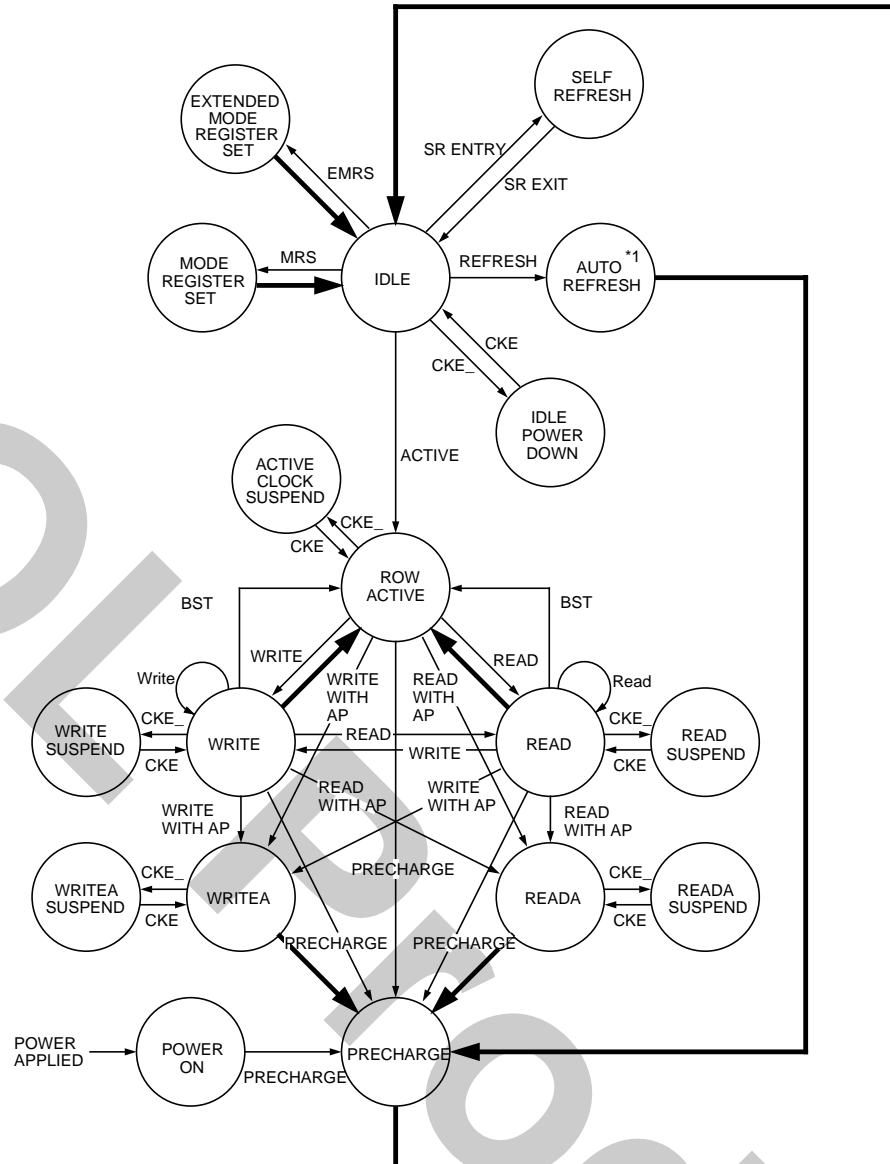 SELF
REFRESH
EXTENDED
MODE
REGISTER
SET
SR ENTRY
EMRS
SR EXIT
MODE
REGISTER
SET
MRS
IDLE
REFRESH
AUTO *1
REFRESH
CKE
CKE_
IDLE
POWER
DOWN
ACTIVE
ACTIVE
CLOCK
SUSPEND
CKE_
CKE
ROW
ACTIVE
BST
BST
WRITE
WRITE
WITH
AP
READ
WITH
AP
READ
Write
Read
WRITE
SUSPEND
CKE_
CKE
WRITE
READ
WRITE
READ
CKE_
CKE
READ
SUSPEND
WRITE
WITH AP
READ
WITH AP
WRITE
WITH AP
READ
WITH AP
WRITEA
SUSPEND
CKE_
CKE
WRITEA
PRECHARGE
READA
CKE_
CKE
READA
SUSPEND
PRECHARGE
PRECHARGE
POWER
APPLIED
POWER
ON
PRECHARGE
PRECHARGE
OL Pro